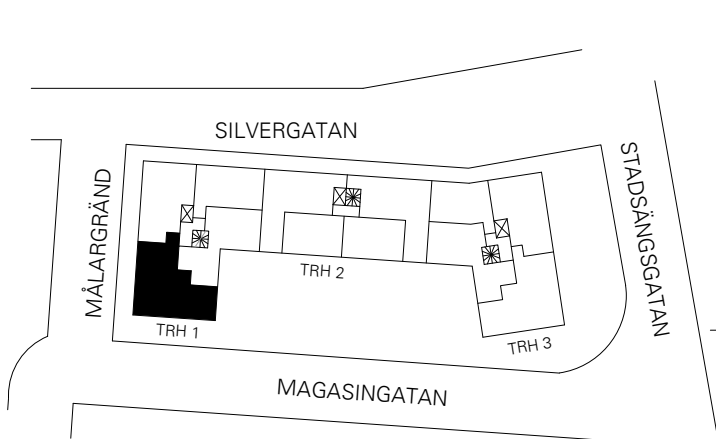 SILVERGATAN
STADSÄNGSGATAN
MÅLARGRÄND
TRH 2
TRH 1
TRH 3
MAGASINGATAN